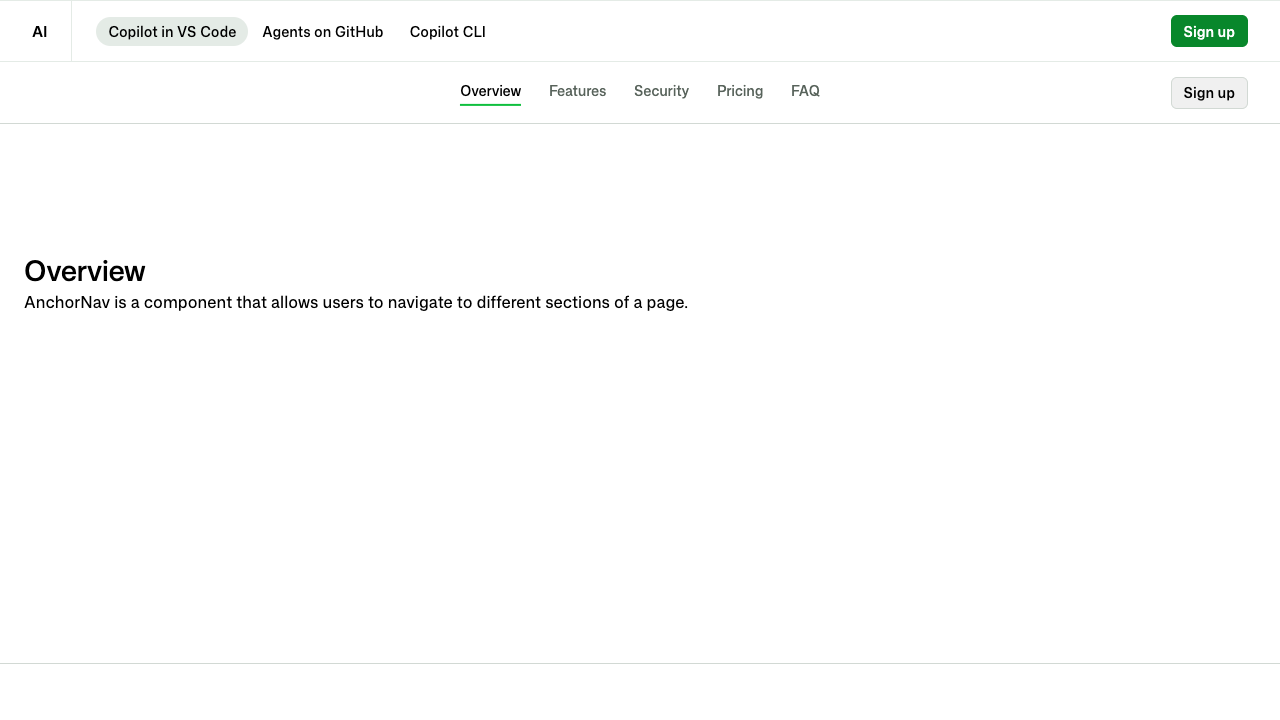 AI
Copilot in VS Code
Agents on GitHub
Copilot CLI
Sign up
Overview
Features
Security
Pricing
FAQ
Sign up
Overview
AnchorNav is a component that allows users to navigate to different sections of a page.